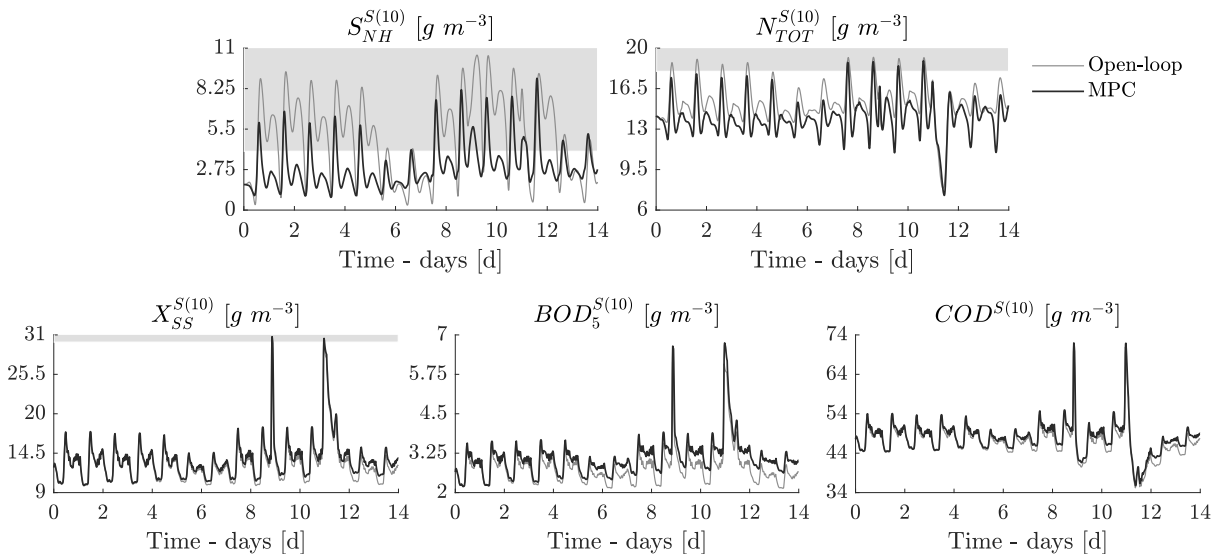 S_{NH}^{S(10)} [g m^{-3}]
N_{TOT}^{S(10)} [g m^{-3}]
11
8.25
5.5
2.75
0
0 2 4 6 8 10 12 14
Time - days [d]
20
16.5
13
9.5
6
0 2 4 6 8 10 12 14
Time - days [d]
Open-loop
MPC
X_{SS}^{S(10)} [g m^{-3}]
BOD_5^{S(10)} [g m^{-3}]
COD^{S(10)} [g m^{-3}]
31
25.5
20
14.5
9
0 2 4 6 8 10 12 14
Time - days [d]
7
5.75
4.5
3.25
2
0 2 4 6 8 10 12 14
Time - days [d]
74
64
54
44
34
0 2 4 6 8 10 12 14
Time - days [d]